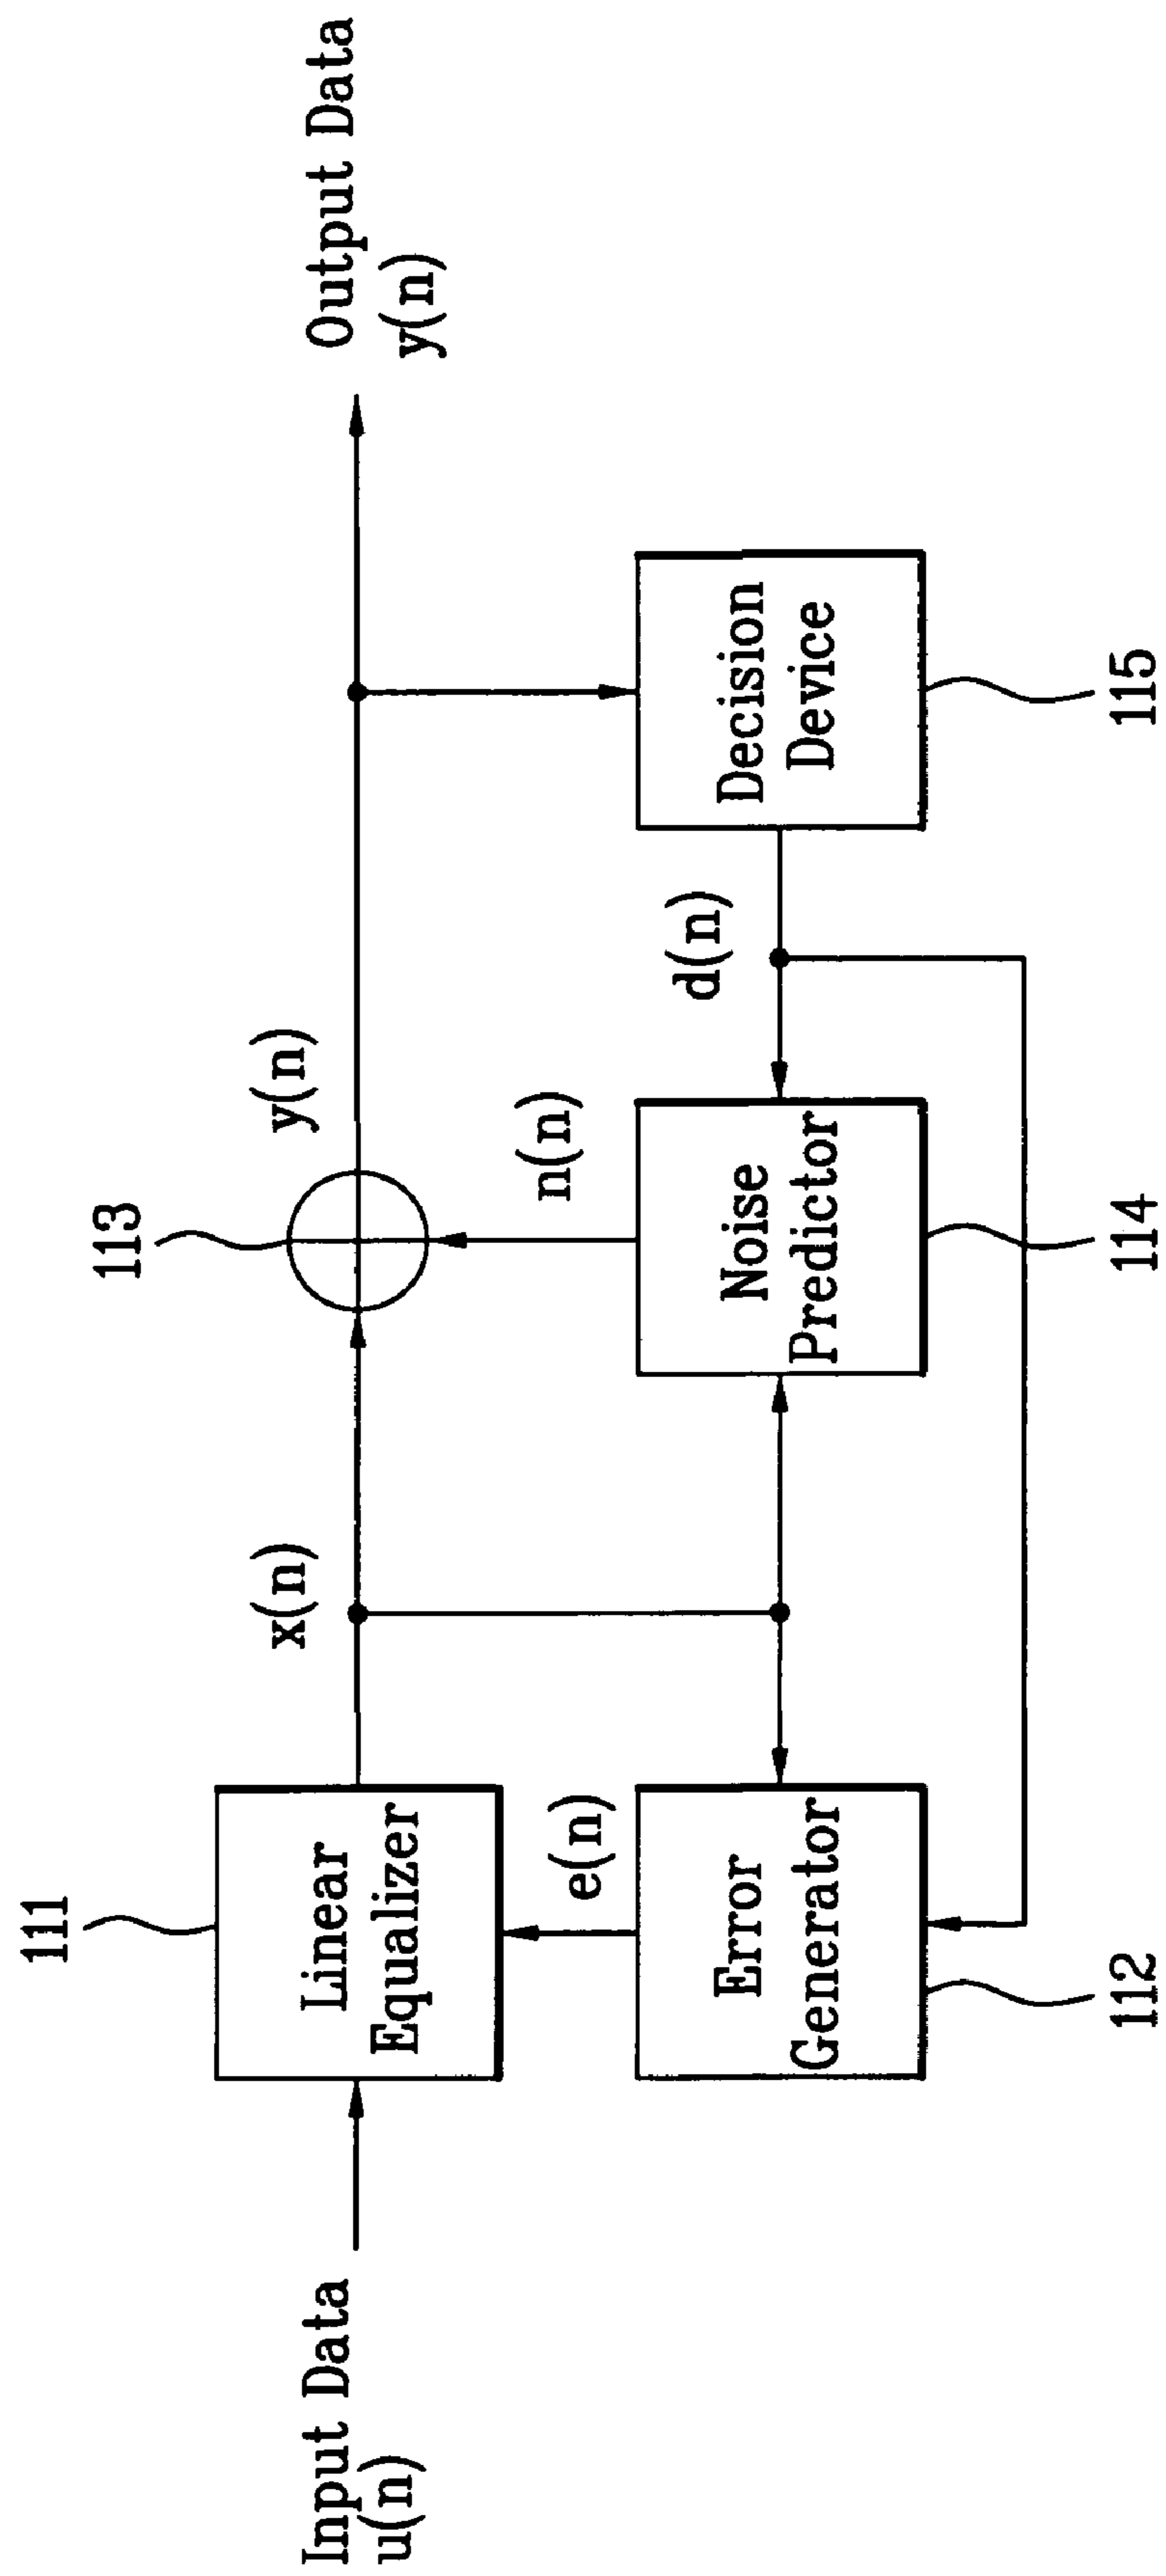 Input Data
u(n)
111
Linear
Equalizer
x(n)
113
y(n)
Output Data
y(n)
e(n)
n(n)
d(n)
Error
Generator
112
Noise
Predictor
114
Decision
Device
115